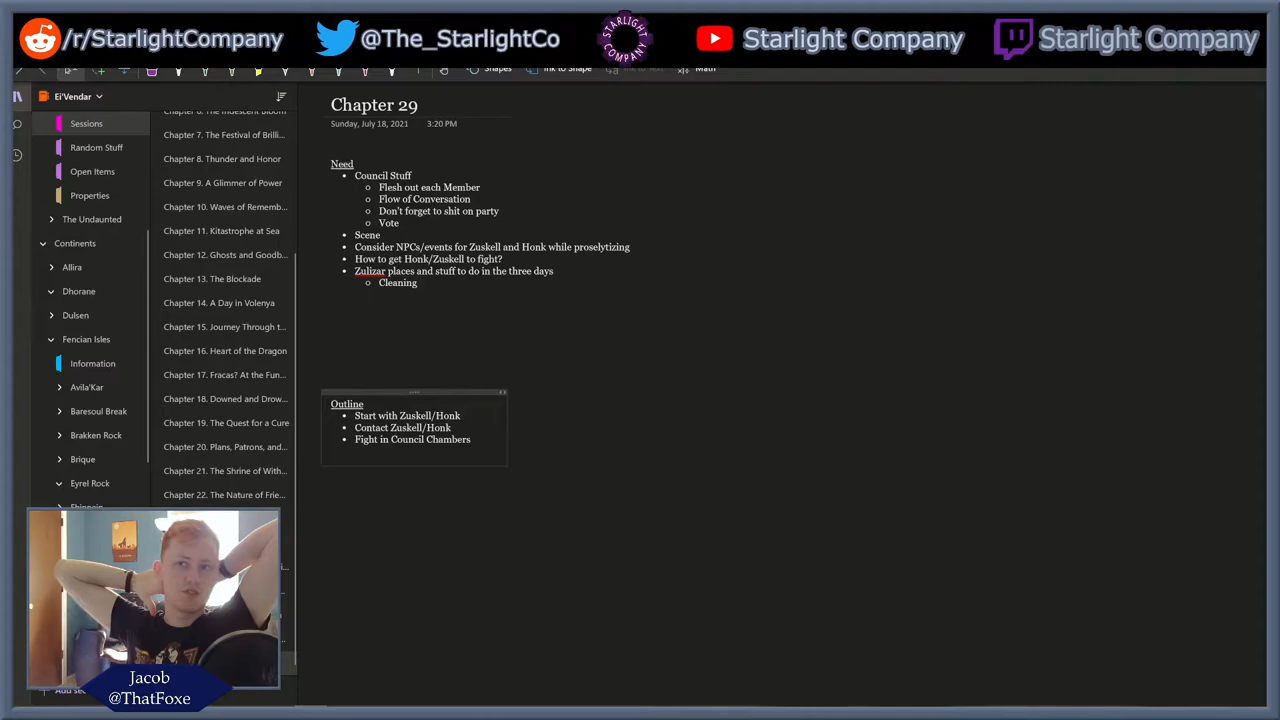 /r/StarlightCompany
@The_StarlightCo
STARLIGHT COMPANY
Starlight Company
Starlight Company
Shapes
Ink to Shape
Math
Ei'Vendar
Sessions
Random Stuff
Open Items
Properties
The Undaunted
Continents
Allira
Dhorane
Dulsen
Fencian Isles
Information
Avila'Kar
Baresoul Break
Brakken Rock
Brique
Eyrel Rock
Chapter 7. The Festival of Brilli...
Chapter 8. Thunder and Honor
Chapter 9. A Glimmer of Power
Chapter 10. Waves of Rememb...
Chapter 11. Kitastrophe at Sea
Chapter 12. Ghosts and Goodb...
Chapter 13. The Blockade
Chapter 14. A Day in Volenya
Chapter 15. Journey Through t...
Chapter 16. Heart of the Dragon
Chapter 17. Fracas? At the Fun...
Chapter 18. Downed and Drow...
Chapter 19. The Quest for a Cure
Chapter 20. Plans, Patrons, and...
Chapter 21. The Shrine of With...
Chapter 22. The Nature of Frie...
Chapter 29
Sunday, July 18, 2021 3:20 PM
Need
Council Stuff
Flesh out each Member
Flow of Conversation
Don't forget to shit on party
Vote
Scene
Consider NPCs/events for Zuskell and Honk while proselytizing
How to get Honk/Zuskell to fight?
Zulizar places and stuff to do in the three days
Cleaning
Outline
Start with Zuskell/Honk
Contact Zuskell/Honk
Fight in Council Chambers
Jacob
@ThatFoxe